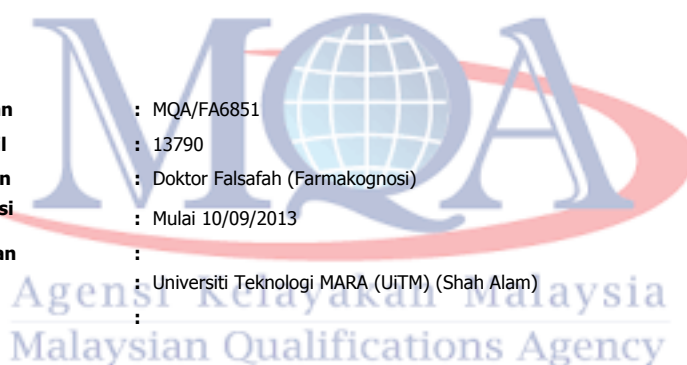 MQA
an : MQA/FA6851
l : 13790
n : Doktor Falsafah (Farmakognosi)
si : Mulai 10/09/2013
an :
: Universiti Teknologi MARA (UiTM) (Shah Alam)
:
Agensi Kelayakan Malaysia
Malaysian Qualifications Agency